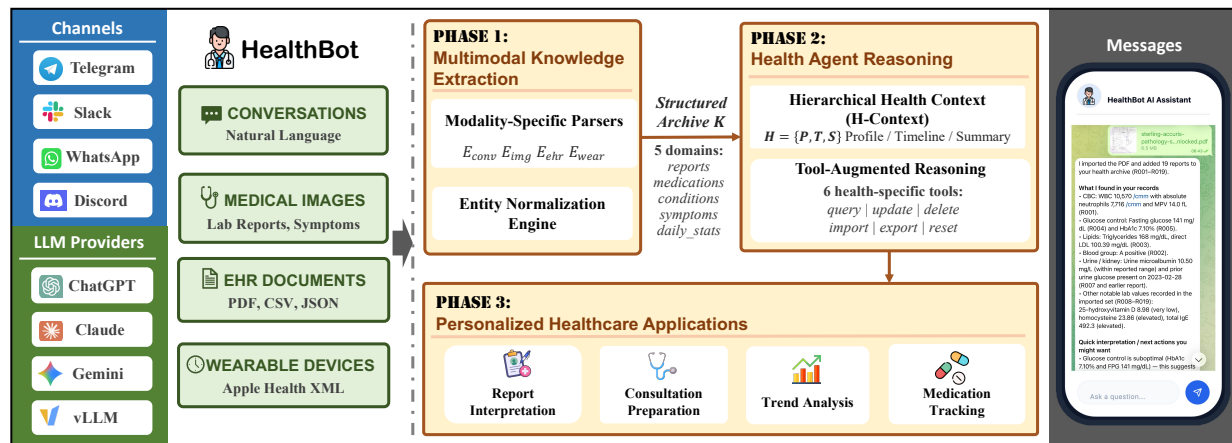 Channels
Telegram
Slack
WhatsApp
Discord
LLM Providers
ChatGPT
Claude
Gemini
vLLM
HealthBot
CONVERSATIONS
Natural Language
MEDICAL IMAGES
Lab Reports, Symptoms
EHR DOCUMENTS
PDF, CSV, JSON
WEARABLE DEVICES
Apple Health XML
PHASE 1:
Multimodal Knowledge
Extraction
Modality-Specific Parsers
E_conv E_img E_ehr E_wear
Entity Normalization
Engine
Structured
Archive K
5 domains:
reports
medications
conditions
symptoms
daily_stats
PHASE 2:
Health Agent Reasoning
Hierarchical Health Context
(H-Context)
H = {P, T, S} Profile / Timeline / Summary
Tool-Augmented Reasoning
6 health-specific tools:
query | update | delete
import | export | reset
PHASE 3:
Personalized Healthcare Applications
Report
Interpretation
Consultation
Preparation
Trend Analysis
Medication
Tracking
Messages
HealthBot AI Assistant
sterling-accuris-
pathology-s...nlocked.pdf
I imported the PDF and added 19 reports to
your health archive (R001–R019).
What I found in your records
• CBC: WBC 10,570 /cmm with absolute
neutrophils 7,716 /cmm and MPV 14.0 fL
(R001).
• Glucose control: Fasting glucose 141 mg/
dL (R004) and HbA1c 7.10% (R005).
• Lipids: Triglycerides 168 mg/dL, direct
LDL 100.39 mg/dL (R003).
• Blood group: A positive (R002).
• Urine / kidney: Urine microalbumin 10.50
mg/L (within reported range) and prior
urine glucose present on 2023-02-28
(R007 and earlier report).
• Other notable lab values recorded in the
imported set (R008–R019):
25-hydroxyvitamin D 8.98 (very low),
homocysteine 23.86 (elevated), total IgE
492.3 (elevated).
Quick interpretation / next actions you
might want
• Glucose control is suboptimal (HbA1c
7.10% and FPG 141 mg/dL) — this suggests
Ask a question...